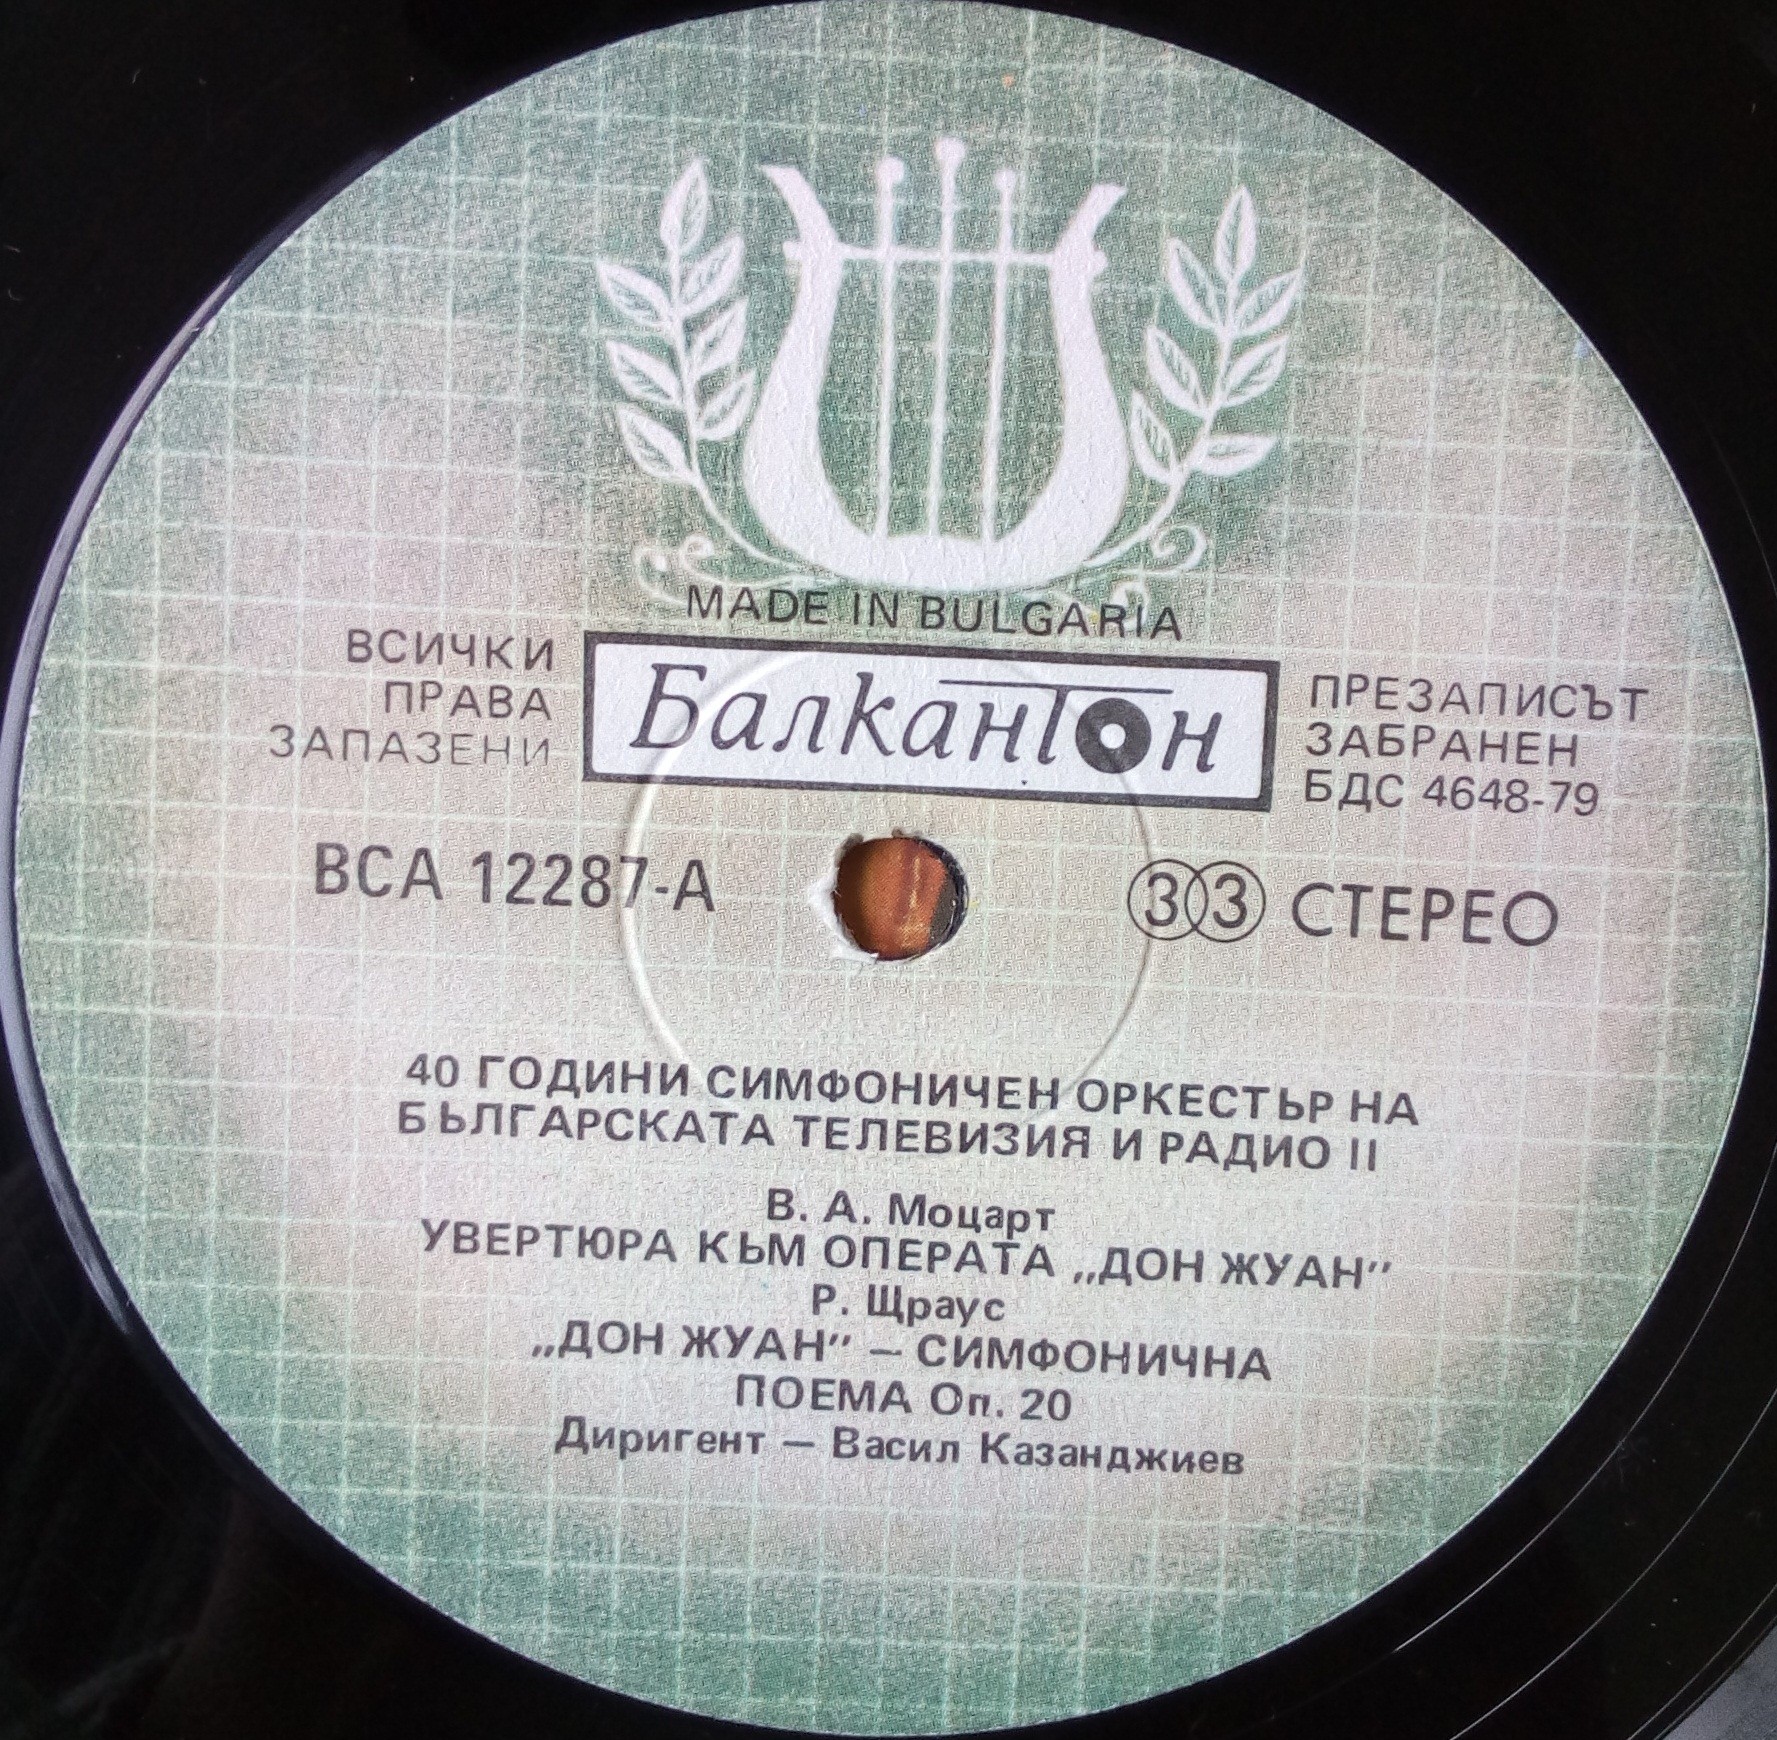 MADE IN BULGARIA
ВСИЧКИ
ПРАВА
ЗАПАЗЕНИ
Балкантон
ПРЕЗАПИСЪТ
ЗАБРАНЕН
БДС 4648-79
ВСА 12287-А
33 СТЕРЕО
40 ГОДИНИ СИМФОНИЧЕН ОРКЕСТЪР НА
БЪЛГАРСКАТА ТЕЛЕВИЗИЯ И РАДИО II
В. А. Моцарт
УВЕРТЮРА КЪМ ОПЕРАТА „ДОН ЖУАН”
Р. Щраус
„ДОН ЖУАН” — СИМФОНИЧНА
ПОЕМА Оп. 20
Диригент — Васил Казанджиев